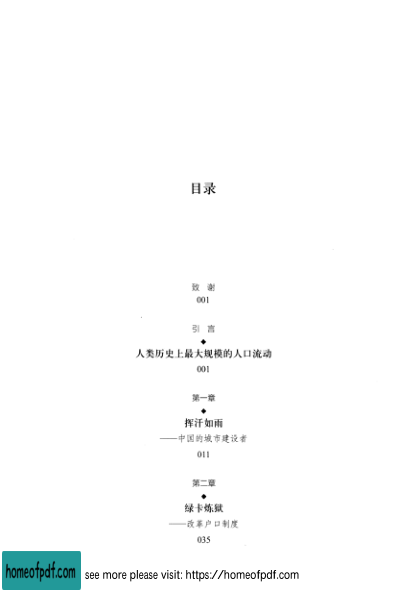 目录
致 谢
001
引 言
人类历史上最大规模的人口流动
001
第一章
挥汗如雨
——中国的城市建设者
011
第二章
绿卡炼狱
——改革户口制度
035
homeofpdf.com
see more please visit: https://homeofpdf.com